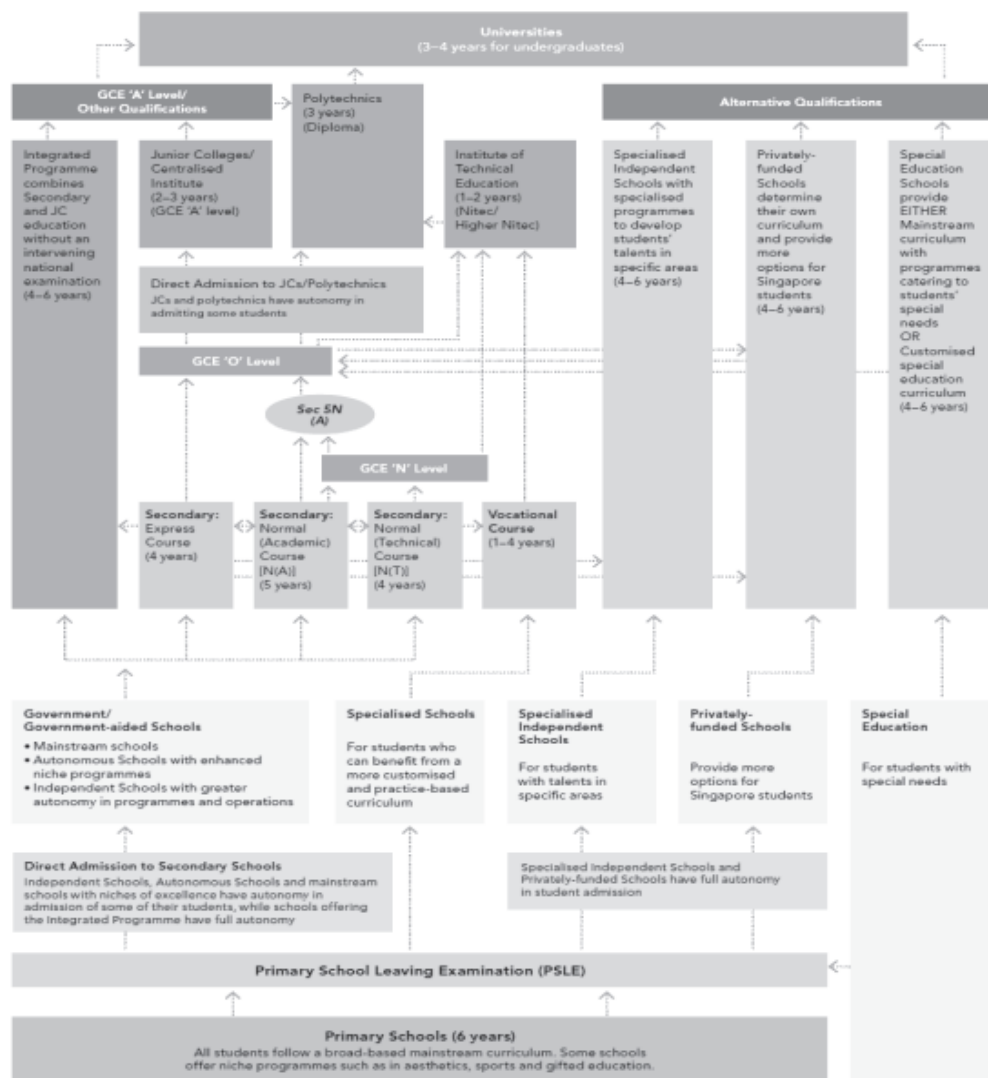 Universities
(3–4 years for undergraduates)
GCE 'A' Level/
Other Qualifications
Polytechnics
(3 years)
(Diploma)
Alternative Qualifications
Integrated
Programme
combines
Secondary
and JC
education
without an
intervening
national
examination
(4–6 years)
Junior Colleges/
Centralised
Institute
(2–3 years)
(GCE 'A' level)
Institute of
Technical
Education
(1–2 years)
(Nitec/
Higher Nitec)
Specialised
Independent
Schools with
specialised
programmes
to develop
students'
talents in
specific areas
(4–6 years)
Privately-
funded
Schools
determine
their own
curriculum
and provide
more
options for
Singapore
students
(4–6 years)
Special
Education
Schools
provide
EITHER
Mainstream
curriculum
with
programmes
catering to
students'
special
needs
OR
Customised
special
education
curriculum
(4–6 years)
Direct Admission to JCs/Polytechnics
JCs and polytechnics have autonomy in
admitting some students
GCE 'O' Level
Sec 5N
(A)
GCE 'N' Level
Secondary:
Express
Course
(4 years)
Secondary:
Normal
(Academic)
Course
[N(A)]
(5 years)
Secondary:
Normal
(Technical)
Course
[N(T)]
(4 years)
Vocational
Course
(1–4 years)
Government/
Government-aided Schools
• Mainstream schools
• Autonomous Schools with enhanced
niche programmes
• Independent Schools with greater
autonomy in programmes and operations
Specialised Schools
For students who
can benefit from a
more customised
and practice-based
curriculum
Specialised
Independent
Schools
For students
with talents in
specific areas
Privately-
funded Schools
Provide more
options for
Singapore students
Special
Education
For students with
special needs
Direct Admission to Secondary Schools
Independent Schools, Autonomous Schools and mainstream
schools with niches of excellence have autonomy in
admission of some of their students, while schools offering
the Integrated Programme have full autonomy
Specialised Independent Schools and
Privately-funded Schools have full autonomy
in student admission
Primary School Leaving Examination (PSLE)
Primary Schools (6 years)
All students follow a broad-based mainstream curriculum. Some schools
offer niche programmes such as in aesthetics, sports and gifted education.